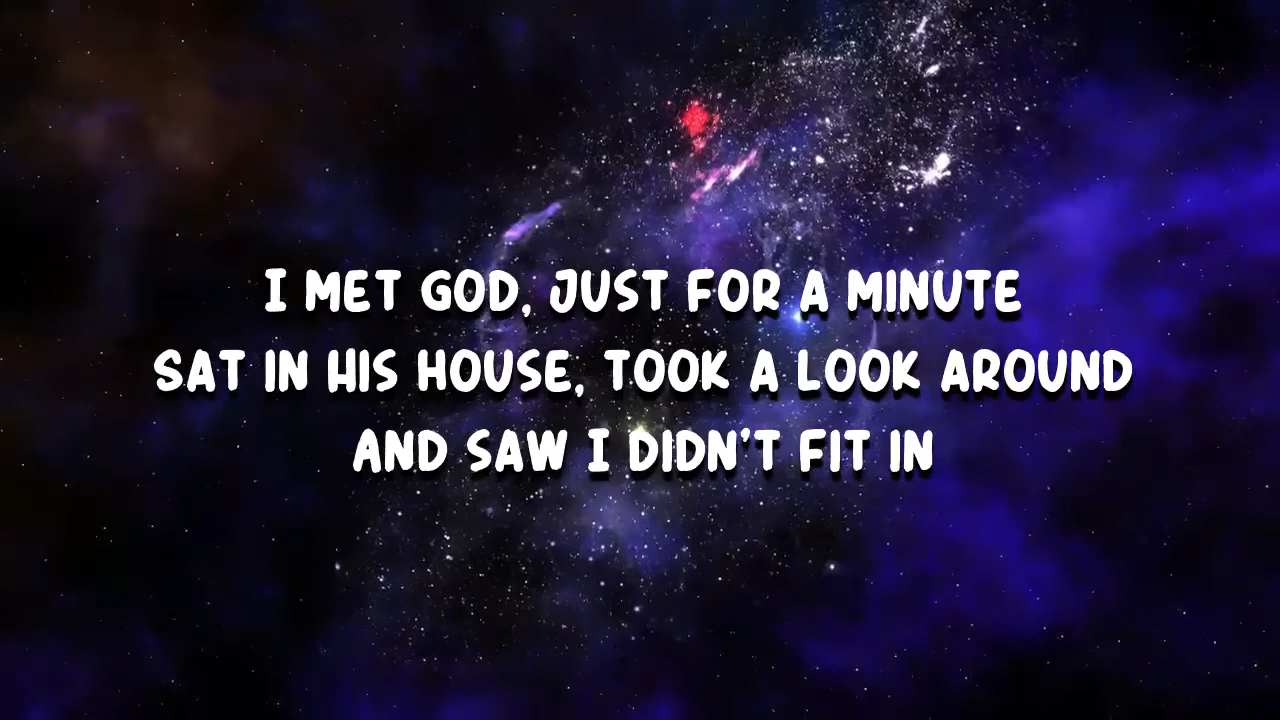 I MET GOD, JUST FOR A MINUTE
SAT IN HIS HOUSE, TOOK A LOOK AROUND
AND SAW I DIDN'T FIT IN